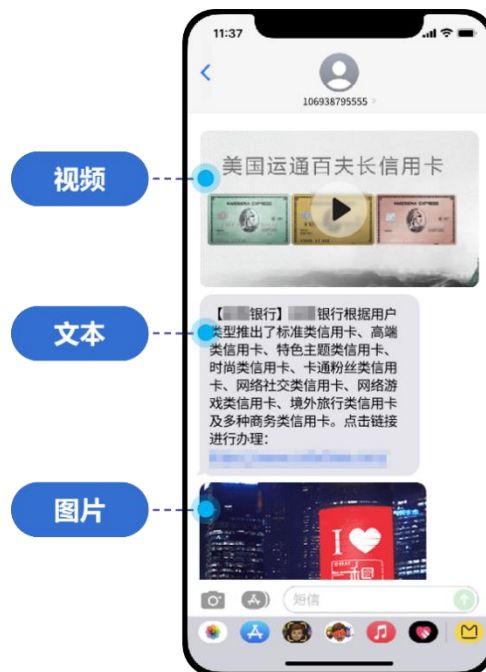 11:37
106938795555
视频
美国运通百夫长信用卡
文本
【银行】银行根据用户
类型推出了标准类信用卡、高端
类信用卡、特色主题类信用卡、
时尚类信用卡、卡通粉丝类信用
卡、网络社交类信用卡、网络游
戏类信用卡、境外旅行类信用卡
及多种商务类信用卡。点击链接
进行办理：
图片
I
短信